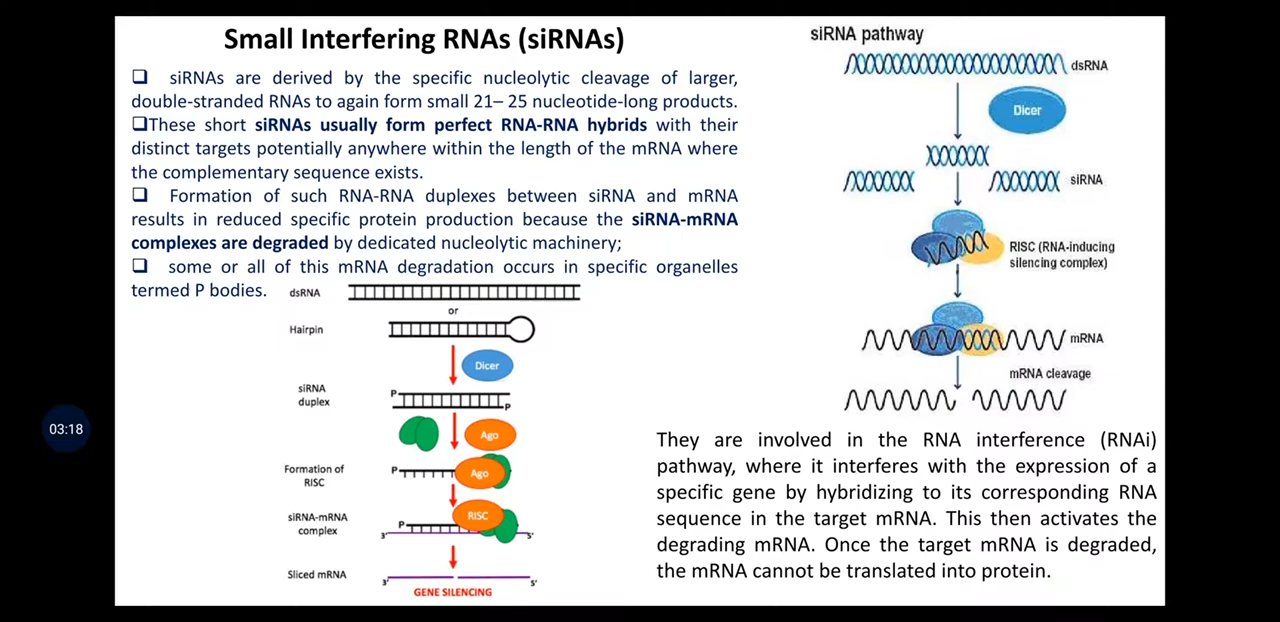 Small Interfering RNAs (siRNAs)
❑ siRNAs are derived by the specific nucleolytic cleavage of larger,
double-stranded RNAs to again form small 21– 25 nucleotide-long products.
❑These short siRNAs usually form perfect RNA-RNA hybrids with their
distinct targets potentially anywhere within the length of the mRNA where
the complementary sequence exists.
❑ Formation of such RNA-RNA duplexes between siRNA and mRNA
results in reduced specific protein production because the siRNA-mRNA
complexes are degraded by dedicated nucleolytic machinery;
❑ some or all of this mRNA degradation occurs in specific organelles
termed P bodies.
dsRNA
or
Hairpin
Dicer
siRNA
duplex
P
P
Ago
Formation of
RISC
P
Ago
siRNA-mRNA
complex
P
RISC
3'
5'
Sliced mRNA
3'
5'
GENE SILENCING
03:18
siRNA pathway
dsRNA
Dicer
siRNA
RISC (RNA-inducing
silencing complex)
mRNA
mRNA cleavage
They are involved in the RNA interference (RNAi)
pathway, where it interferes with the expression of a
specific gene by hybridizing to its corresponding RNA
sequence in the target mRNA. This then activates the
degrading mRNA. Once the target mRNA is degraded,
the mRNA cannot be translated into protein.